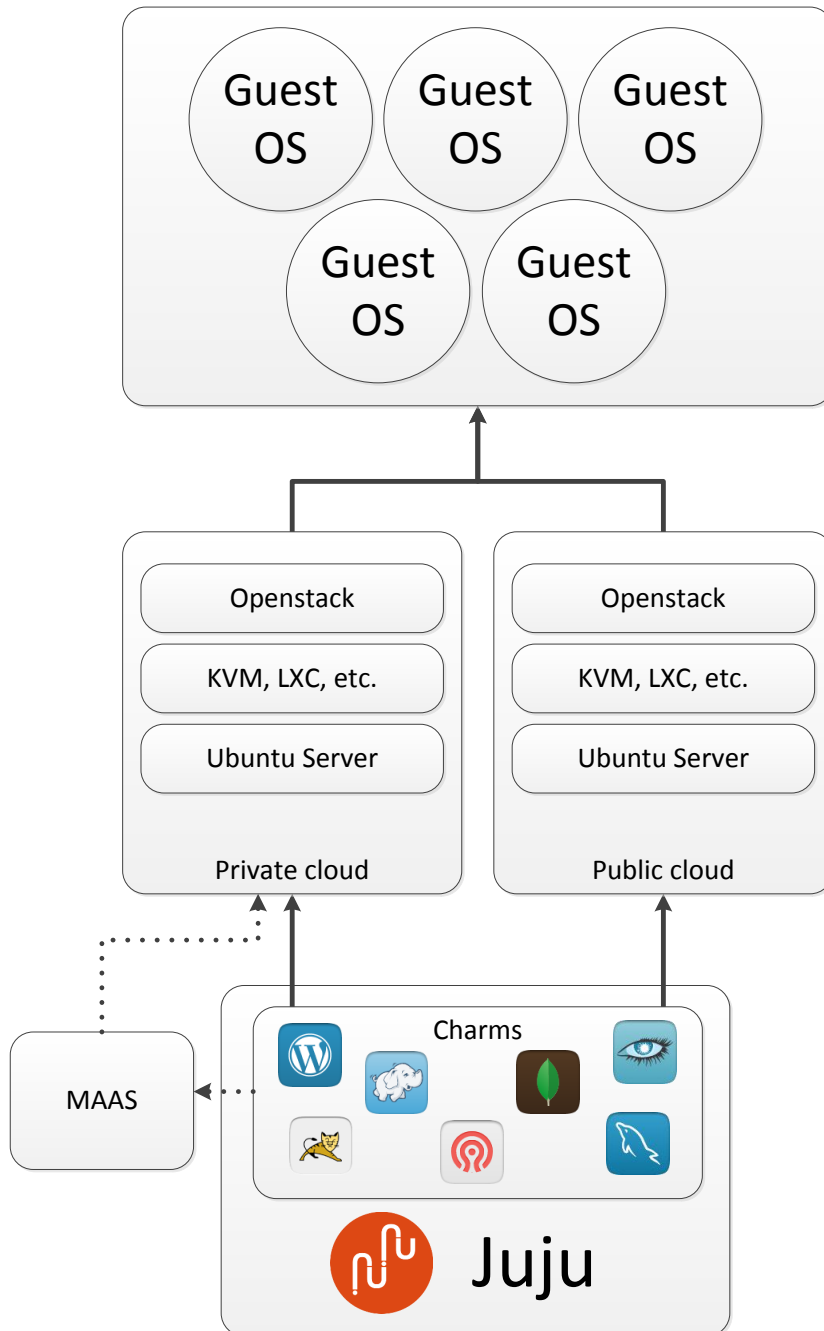 Guest
OS
Guest
OS
Guest
OS
Guest
OS
Guest
OS
Openstack
KVM, LXC, etc.
Ubuntu Server
Private cloud
Openstack
KVM, LXC, etc.
Ubuntu Server
Public cloud
MAAS
Charms
Juju